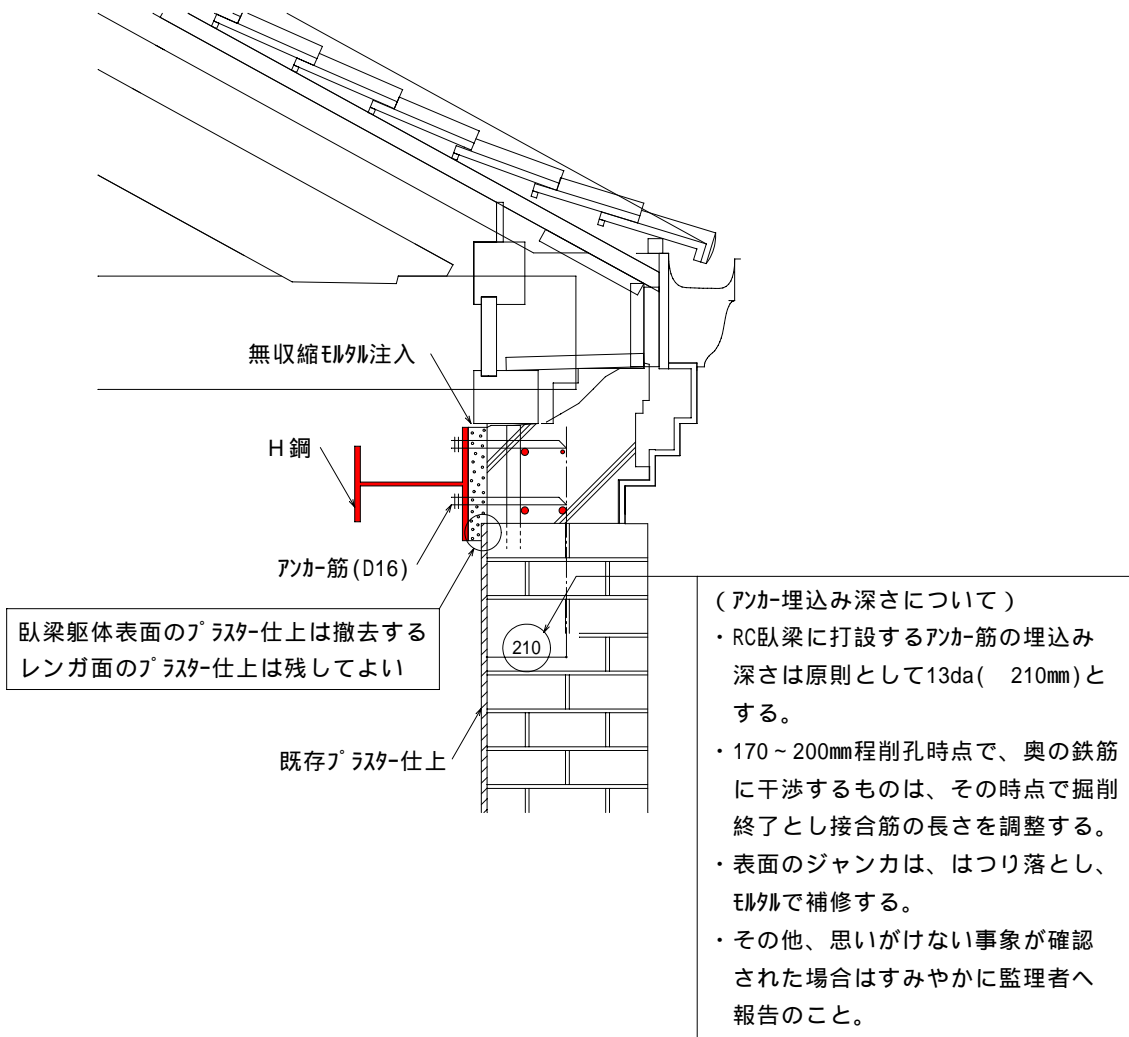 無収縮ﾓﾙﾀﾙ注入
H鋼
ｱﾝｶｰ筋(D16)
臥梁躯体表面のﾌﾟﾗｽﾀｰ仕上は撤去する
レンガ面のﾌﾟﾗｽﾀｰ仕上は残してよい
210
既存ﾌﾟﾗｽﾀｰ仕上
(ｱﾝｶｰ埋込み深さについて)
・RC臥梁に打設するｱﾝｶｰ筋の埋込み
深さは原則として13da(　210mm)と
する。
・170~200mm程削孔時点で、奥の鉄筋
に干渉するものは、その時点で掘削
終了とし接合筋の長さを調整する。
・表面のジャンカは、はつり落とし、
ﾓﾙﾀﾙで補修する。
・その他、思いがけない事象が確認
された場合はすみやかに監理者へ
報告のこと。